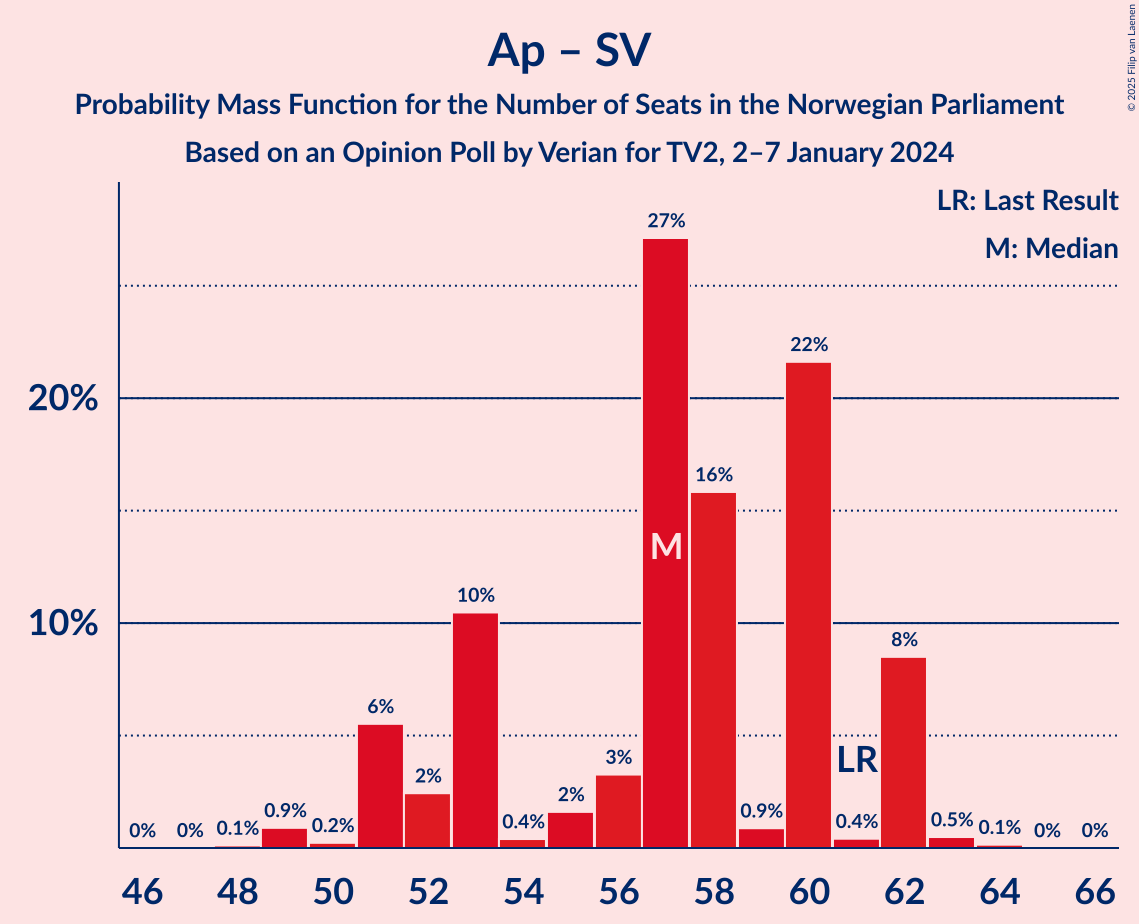 Ap – SV
Probability Mass Function for the Number of Seats in the Norwegian Parliament
Based on an Opinion Poll by Verian for TV2, 2–7 January 2024
© 2025 Filip van Laenen
LR: Last Result
M: Median
27%
22%
20%
16%
M
10%
10%
8%
6%
LR
3%
2%
2%
0% 0% 0.1% 0.9% 0.2% 0.4% 0.9% 0.4% 0.5% 0.1% 0% 0%
46 48 50 52 54 56 58 60 62 64 66